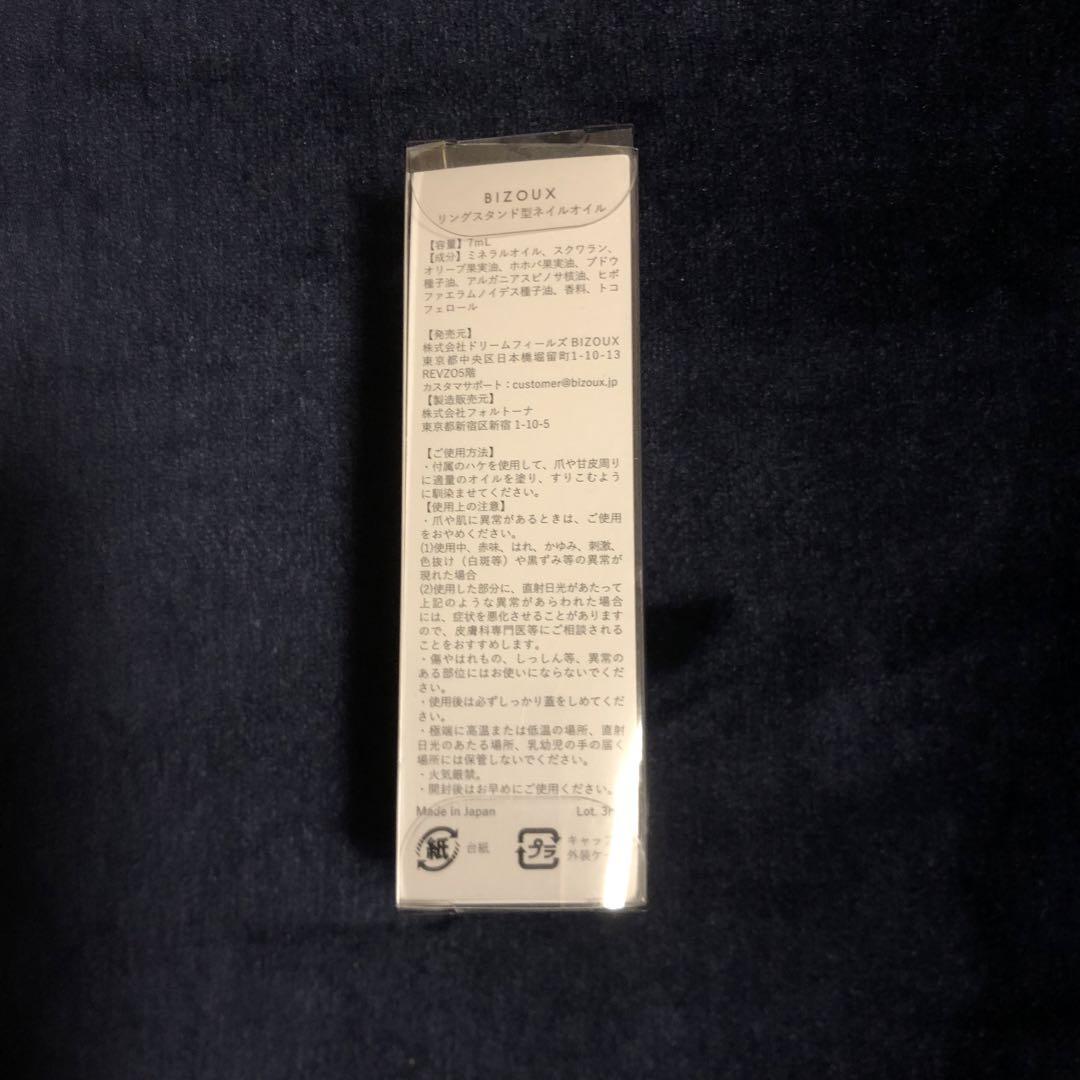 BIZOUX
リングスタンド型ネイルオイル
【容量】7mL
【成分】ミネラルオイル、スクワラン、
オリーブ果実油、ホホバ果実油、ブドウ
種子油、アルガニアスピノサ核油、ヒポ
ファエラムノイデス種子油、香料、トコ
フェロール
【発売元】
株式会社ドリームフィールズ BIZOUX
東京都中央区日本橋堀留町1-10-13
REVZO5階
カスタマサポート：customer@bizoux.jp
【製造販売元】
株式会社フォルトーナ
東京都新宿区新宿 1-10-5
【ご使用方法】
・付属のハケを使用して、爪や甘皮周り
に適量のオイルを塗り、すりこむよう
に馴染ませてください。
【使用上の注意】
・爪や肌に異常があるときは、ご使用
をおやめください。
(1)使用中、赤味、はれ、かゆみ、刺激、
色抜け（白斑等）や黒ずみ等の異常が
現れた場合
(2)使用した部分に、直射日光があたって
上記のような異常があらわれた場合
には、症状を悪化させることがあります
ので、皮膚科専門医等にご相談される
ことをおすすめします。
・傷やはれもの、しっしん等、異常の
ある部位にはお使いにならないでくだ
さい。
・使用後は必ずしっかり蓋をしめてくだ
さい。
・極端に高温または低温の場所、直射
日光のあたる場所、乳幼児の手の届く
場所には保管しないでください。
・火気厳禁。
・開封後はお早めにご使用ください。
Made in Japan Lot.
紙 台紙 プラ キャップ
外装ケ